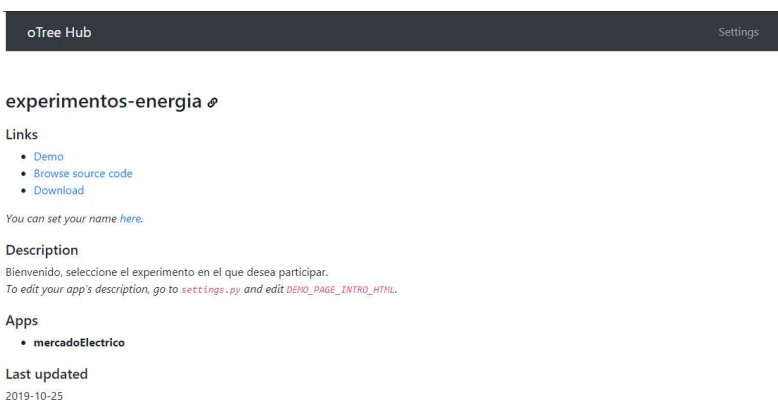 oTree Hub
Settings
experimentos-energia
Links
Demo
Browse source code
Download
You can set your name here.
Description
Bienvenido, seleccione el experimento en el que desea participar.
To edit your app's description, go to settings.py and edit DEMO_PAGE_INTRO_HTML.
Apps
mercadoElectrico
Last updated
2019-10-25